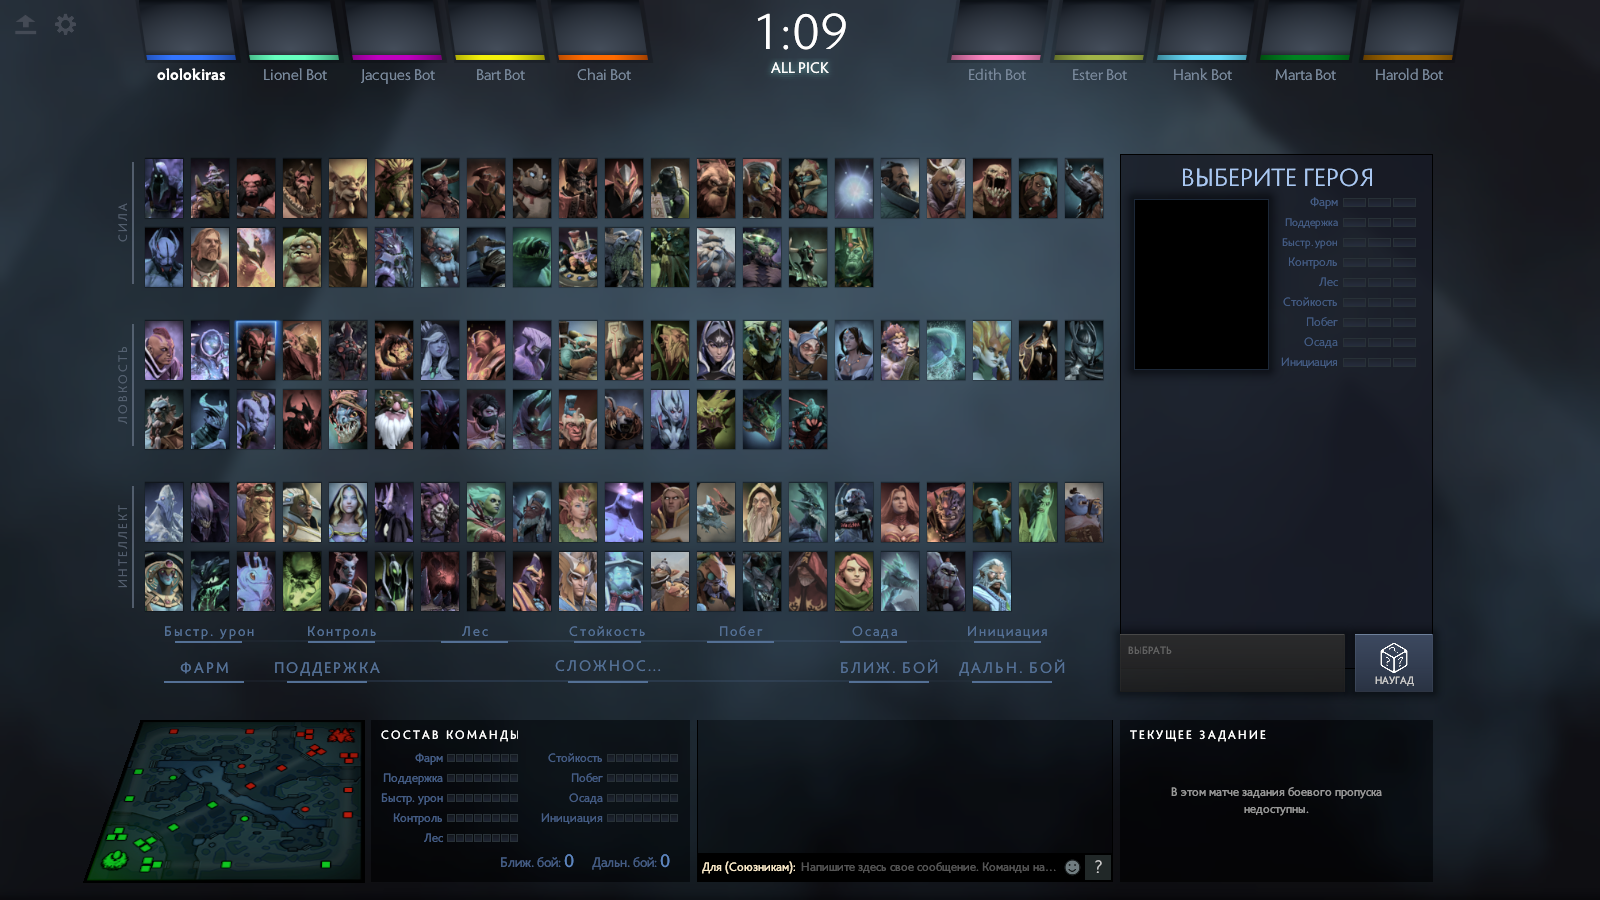 1:09
ALL PICK
ololokiras
Lionel Bot
Jacques Bot
Bart Bot
Chai Bot
Edith Bot
Ester Bot
Hank Bot
Marta Bot
Harold Bot
СИЛА
ЛОВКОСТЬ
ИНТЕЛЛЕКТ
ВЫБЕРИТЕ ГЕРОЯ
Фарм
Поддержка
Быстр. урон
Контроль
Лес
Стойкость
Побег
Осада
Инициация
ВЫБРАТЬ
НАУГАД
Быстр. урон
Контроль
Лес
Стойкость
Побег
Осада
Инициация
ФАРМ
ПОДДЕРЖКА
СЛОЖНОС...
БЛИЖ. БОЙ
ДАЛЬН. БОЙ
СОСТАВ КОМАНДЫ
Фарм
Поддержка
Быстр. урон
Контроль
Лес
Стойкость
Побег
Осада
Инициация
Ближ. бой: 0
Дальн. бой: 0
Для (Союзникам): Напишите здесь свое сообщение. Команды на...
?
ТЕКУЩЕЕ ЗАДАНИЕ
В этом матче задания боевого пропуска
недоступны.